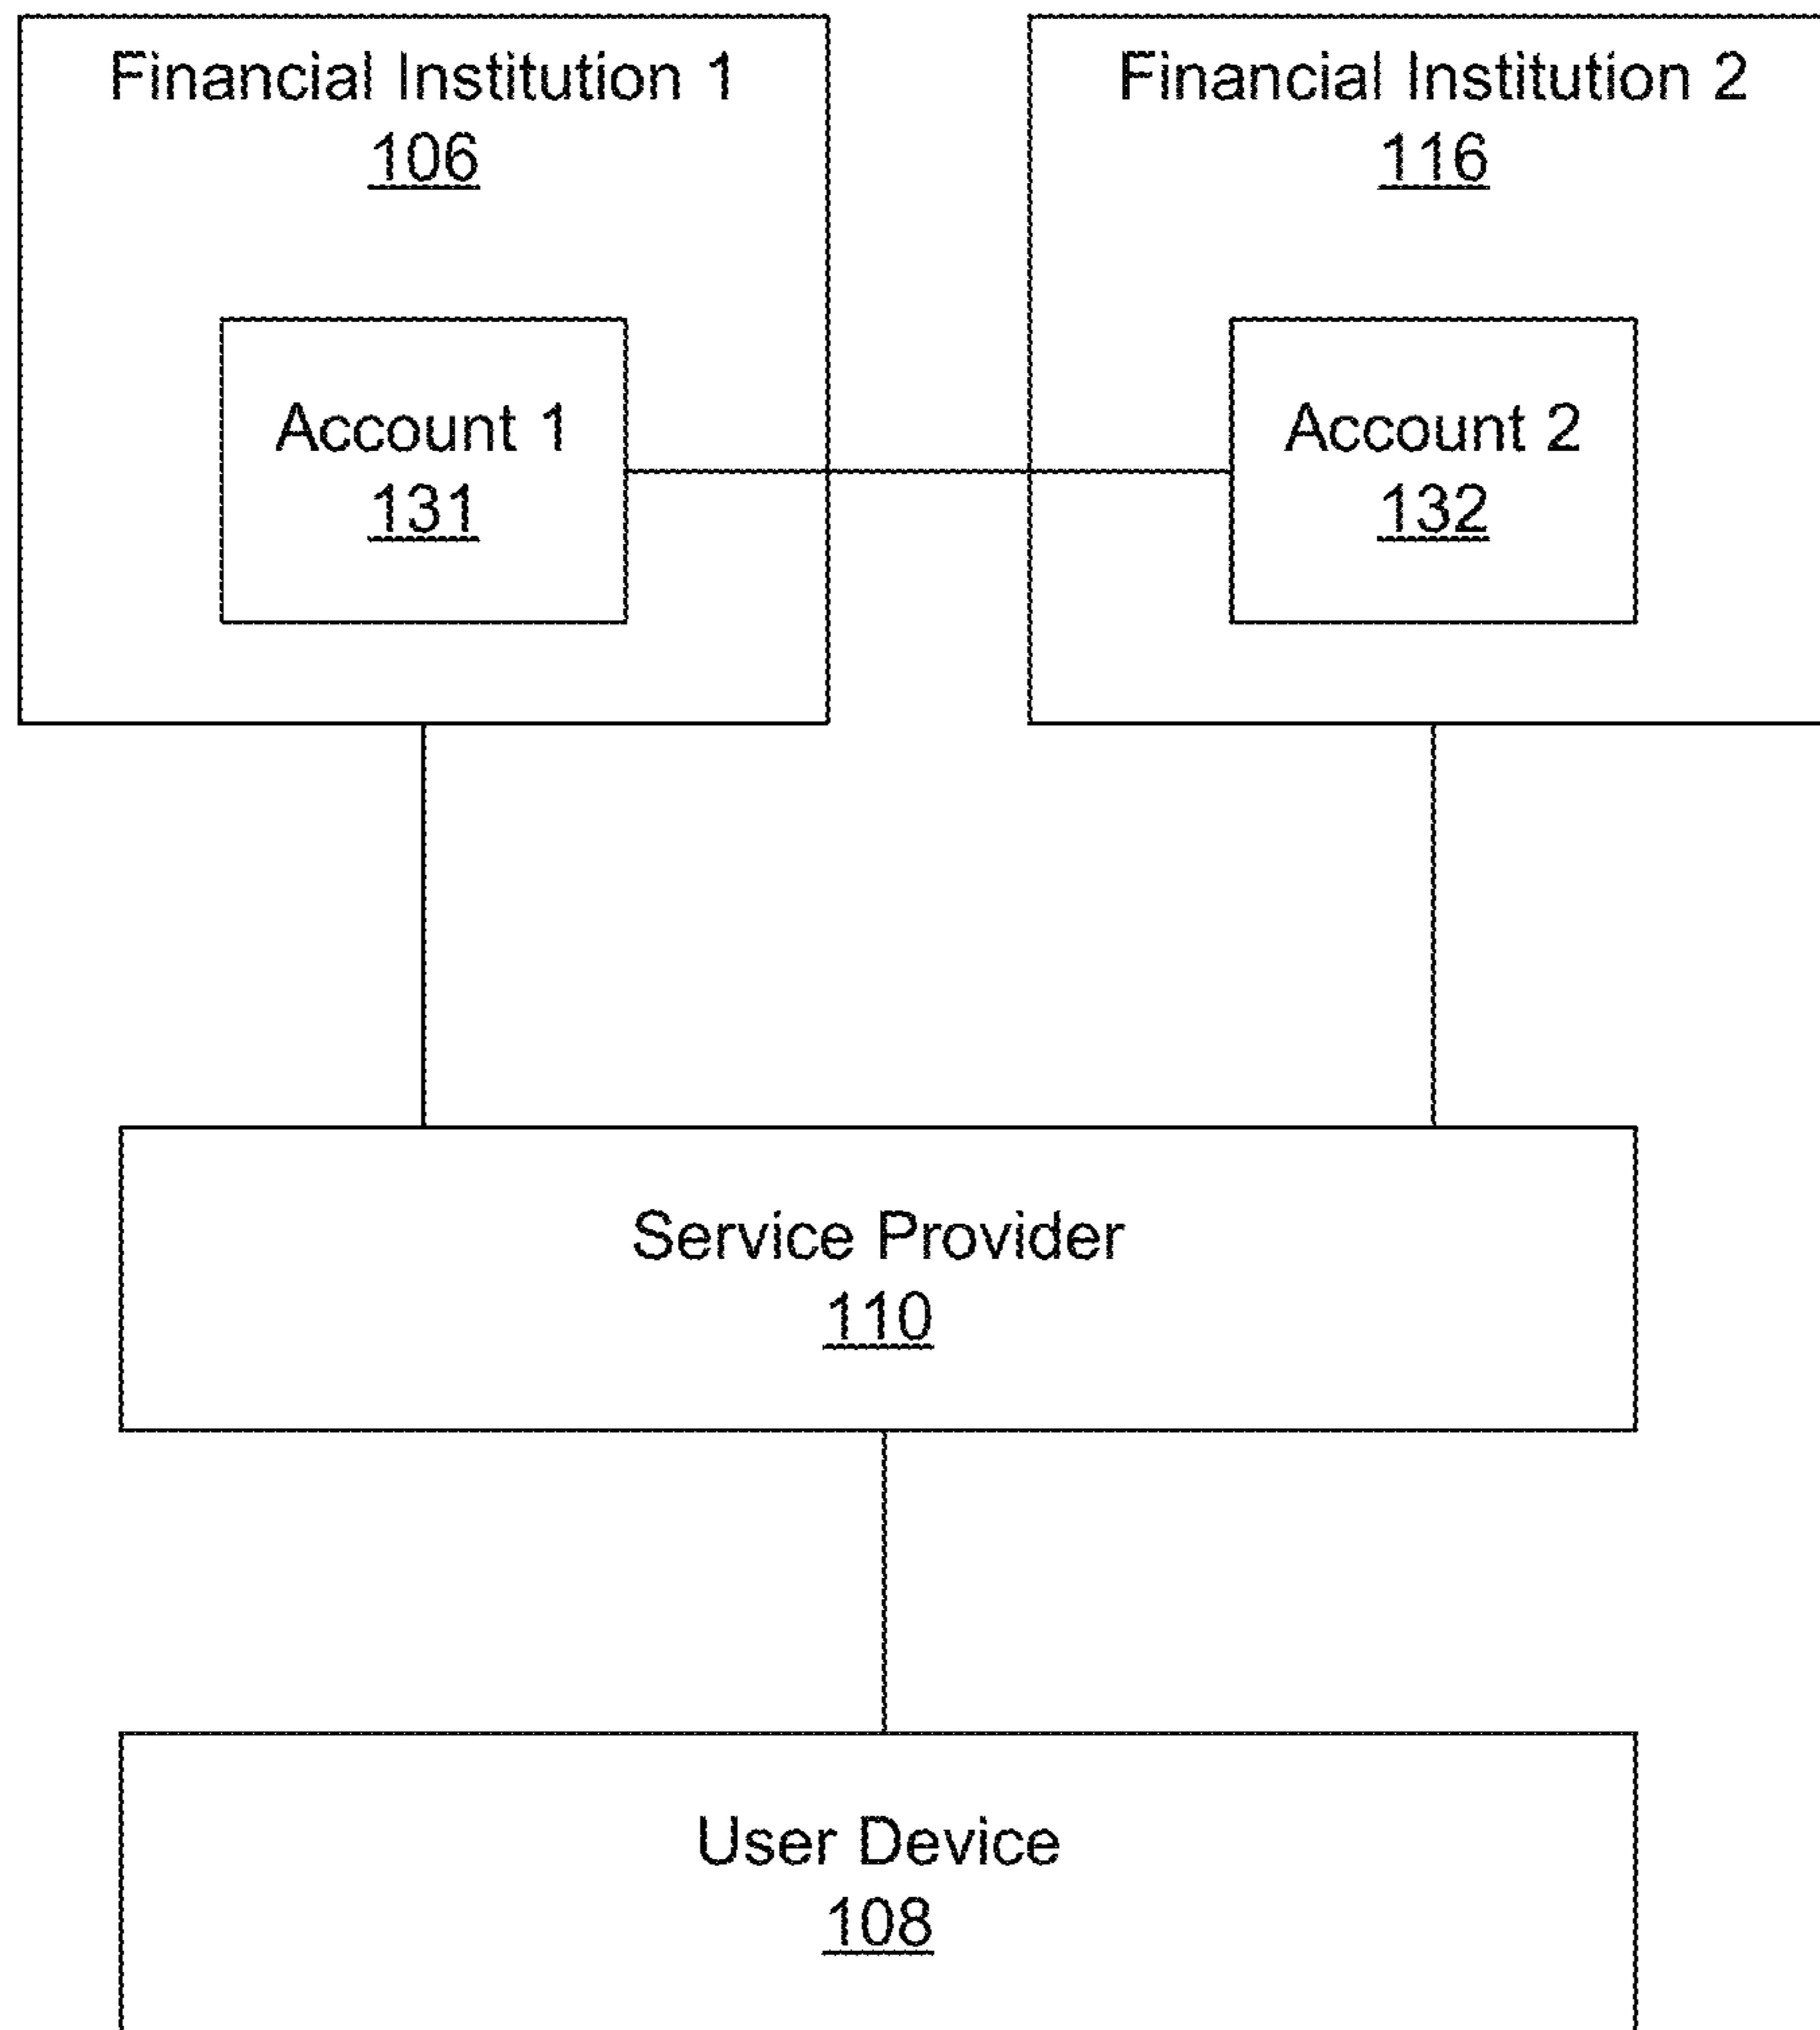 Financial Institution 1
106
Financial Institution 2
116
Account 1
131
Account 2
132
Service Provider
110
User Device
108